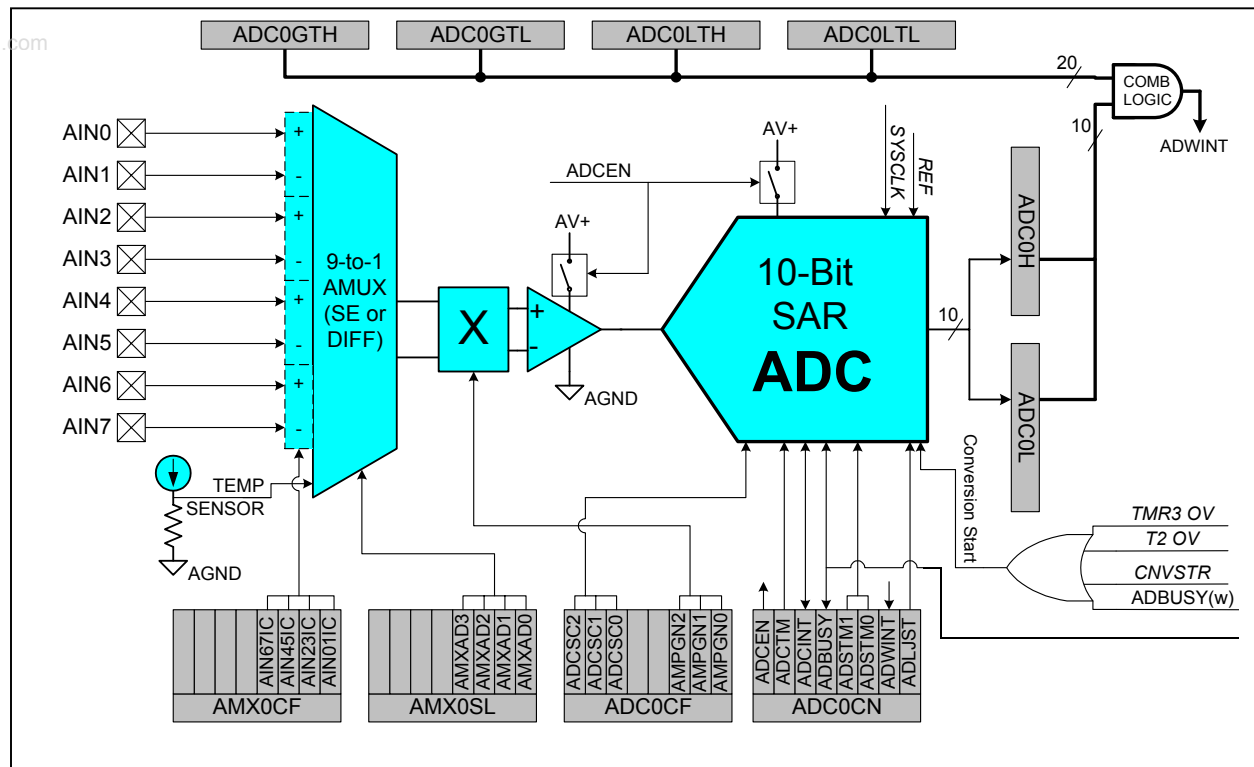 .com
ADC0GTH
ADC0GTL
ADC0LTH
ADC0LTL
20
COMB
LOGIC
10
ADWINT
AIN0
AIN1
AIN2
AIN3
AIN4
AIN5
AIN6
AIN7
+
-
+
-
+
-
+
-
9-to-1
AMUX
(SE or
DIFF)
X
+
-
AV+
AGND
ADCEN
AV+
SYSCLK
REF
10-Bit
SAR
ADC
10
ADC0H
ADC0L
TEMP
SENSOR
AGND
Conversion Start
TMR3 OV
T2 OV
CNVSTR
ADBUSY(w)
AIN67IC
AIN45IC
AIN23IC
AIN01IC
AMX0CF
AMXAD3
AMXAD2
AMXAD1
AMXAD0
AMX0SL
ADCSC2
ADCSC1
ADCSC0
AMPGN2
AMPGN1
AMPGN0
ADC0CF
ADCEN
ADCTM
ADCINT
ADBUSY
ADSTM1
ADSTM0
ADWINT
ADLJST
ADC0CN